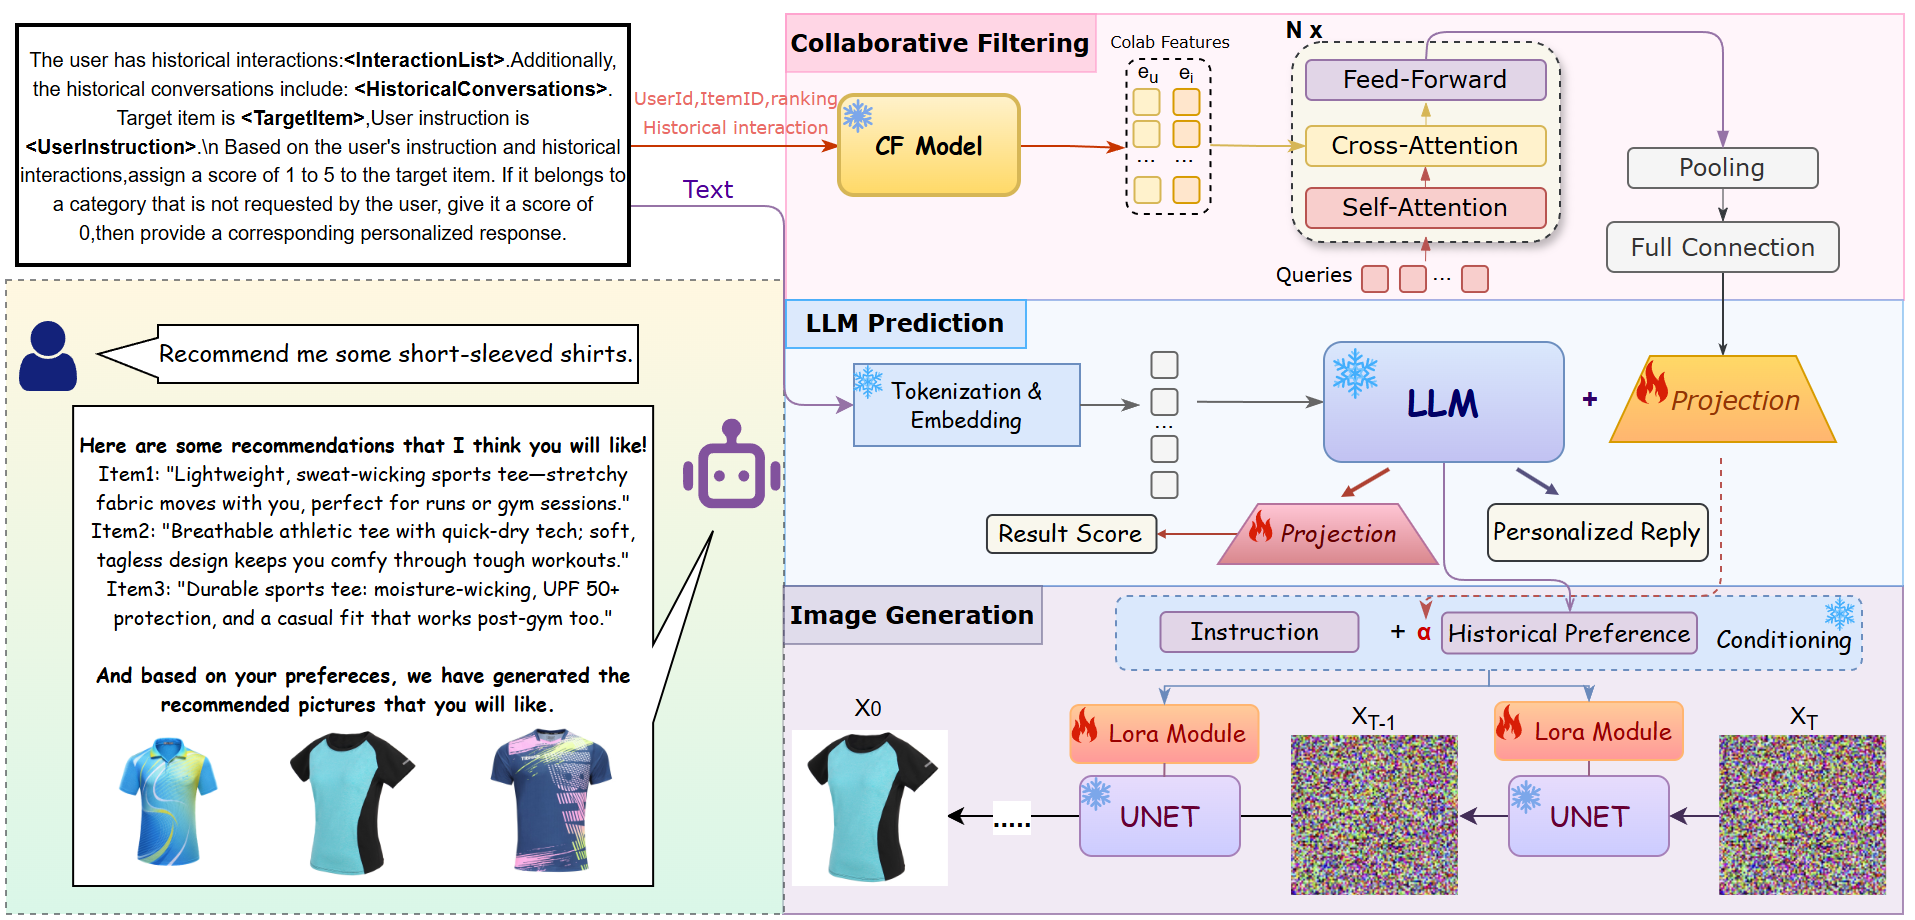 The user has historical interactions:<InteractionList>.Additionally,
the historical conversations include: <HistoricalConversations>.
Target item is <TargetItem>,User instruction is
<UserInstruction>.\n Based on the user's instruction and historical
interactions,assign a score of 1 to 5 to the target item. If it belongs to
a category that is not requested by the user, give it a score of
0,then provide a corresponding personalized response.
UserId,ItemID,ranking
Historical interaction
Text
Collaborative Filtering
CF Model
Colab Features
eu ei
...
...
N x
Feed-Forward
Cross-Attention
Self-Attention
Queries
...
Pooling
Full Connection
Recommend me some short-sleeved shirts.
Here are some recommendations that I think you will like!
Item1: "Lightweight, sweat-wicking sports tee—stretchy
fabric moves with you, perfect for runs or gym sessions."
Item2: "Breathable athletic tee with quick-dry tech; soft,
tagless design keeps you comfy through tough workouts."
Item3: "Durable sports tee: moisture-wicking, UPF 50+
protection, and a casual fit that works post-gym too."
And based on your prefereces, we have generated the
recommended pictures that you will like.
LLM Prediction
Tokenization &
Embedding
...
LLM
+
Projection
Result Score
Projection
Personalized Reply
Image Generation
Instruction
+ α
Historical Preference
Conditioning
X0
Lora Module
XT-1
Lora Module
XT
.....
UNET
UNET